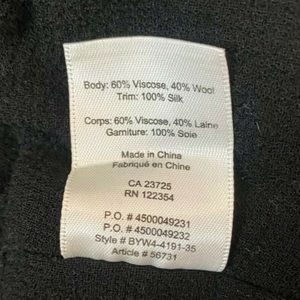 Body: 60% Viscose, 40% Wool
Trim: 100% Silk
Corps: 60% Viscose, 40% Laine
Garniture: 100% Soie
Made in China
Fabriqué en Chine
CA 23725
RN 122354
P.O. # 4500049231
P.O. # 4500049232
Style # BYW4-4191-35
Article # 56731